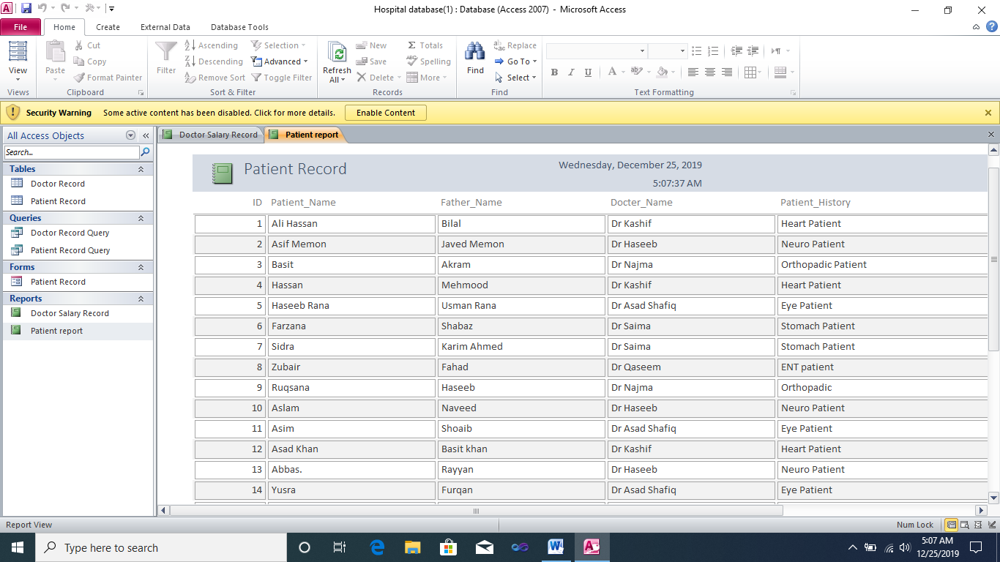 Hospital database(1) : Database (Access 2007) - Microsoft Access
File Home Create External Data Database Tools
View
Views
Paste
Cut
Copy
Format Painter
Clipboard
Filter
Ascending
Descending
Remove Sort
Selection
Advanced
Toggle Filter
Sort & Filter
Refresh All
New
Save
Delete
Totals
Spelling
More
Records
Find
Replace
Go To
Select
Find
B I U A ab
Text Formatting
Security Warning Some active content has been disabled. Click for more details. Enable Content
All Access Objects
Search...
Tables
Doctor Record
Patient Record
Queries
Doctor Record Query
Patient Record Query
Forms
Patient Record
Reports
Doctor Salary Record
Patient report
Doctor Salary Record Patient report
Patient Record Wednesday, December 25, 2019
5:07:37 AM
ID Patient_Name Father_Name Docter_Name Patient_History
1 Ali Hassan Bilal Dr Kashif Heart Patient
2 Asif Memon Javed Memon Dr Haseeb Neuro Patient
3 Basit Akram Dr Najma Orthopadic Patient
4 Hassan Mehmood Dr Kashif Heart Patient
5 Haseeb Rana Usman Rana Dr Asad Shafiq Eye Patient
6 Farzana Shabaz Dr Saima Stomach Patient
7 Sidra Karim Ahmed Dr Saima Stomach Patient
8 Zubair Fahad Dr Qaseem ENT patient
9 Ruqsana Haseeb Dr Najma Orthopadic
10 Aslam Naveed Dr Haseeb Neuro Patient
11 Asim Shoaib Dr Asad Shafiq Eye Patient
12 Asad Khan Basit khan Dr Kashif Heart Patient
13 Abbas. Rayyan Dr Haseeb Neuro Patient
14 Yusra Furqan Dr Asad Shafiq Eye Patient
Report View Num Lock
Type here to search
5:07 AM
12/25/2019